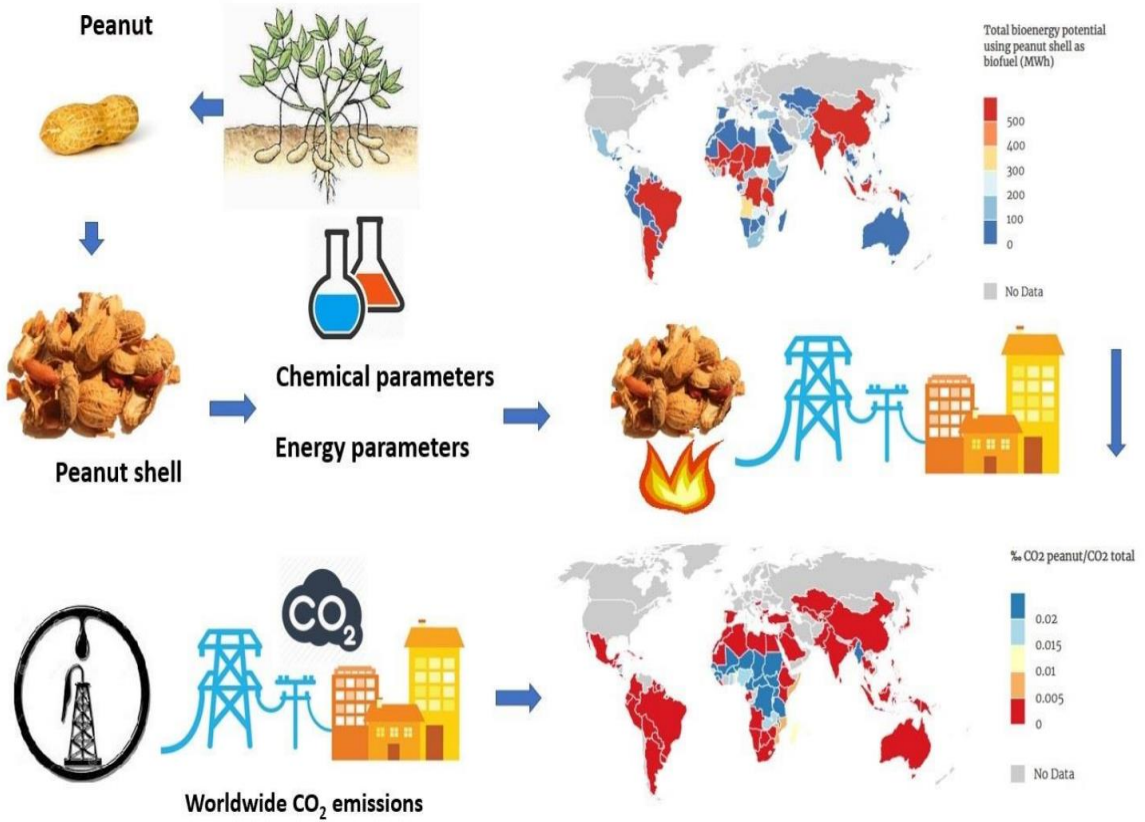 Peanut
Total bioenergy potential
using peanut shell as
biofuel (MWh)
500
400
300
200
100
0
No Data
Chemical parameters
Energy parameters
Peanut shell
CO2
Worldwide CO2 emissions
‰ CO2 peanut/CO2 total
0.02
0.015
0.01
0.005
0
No Data